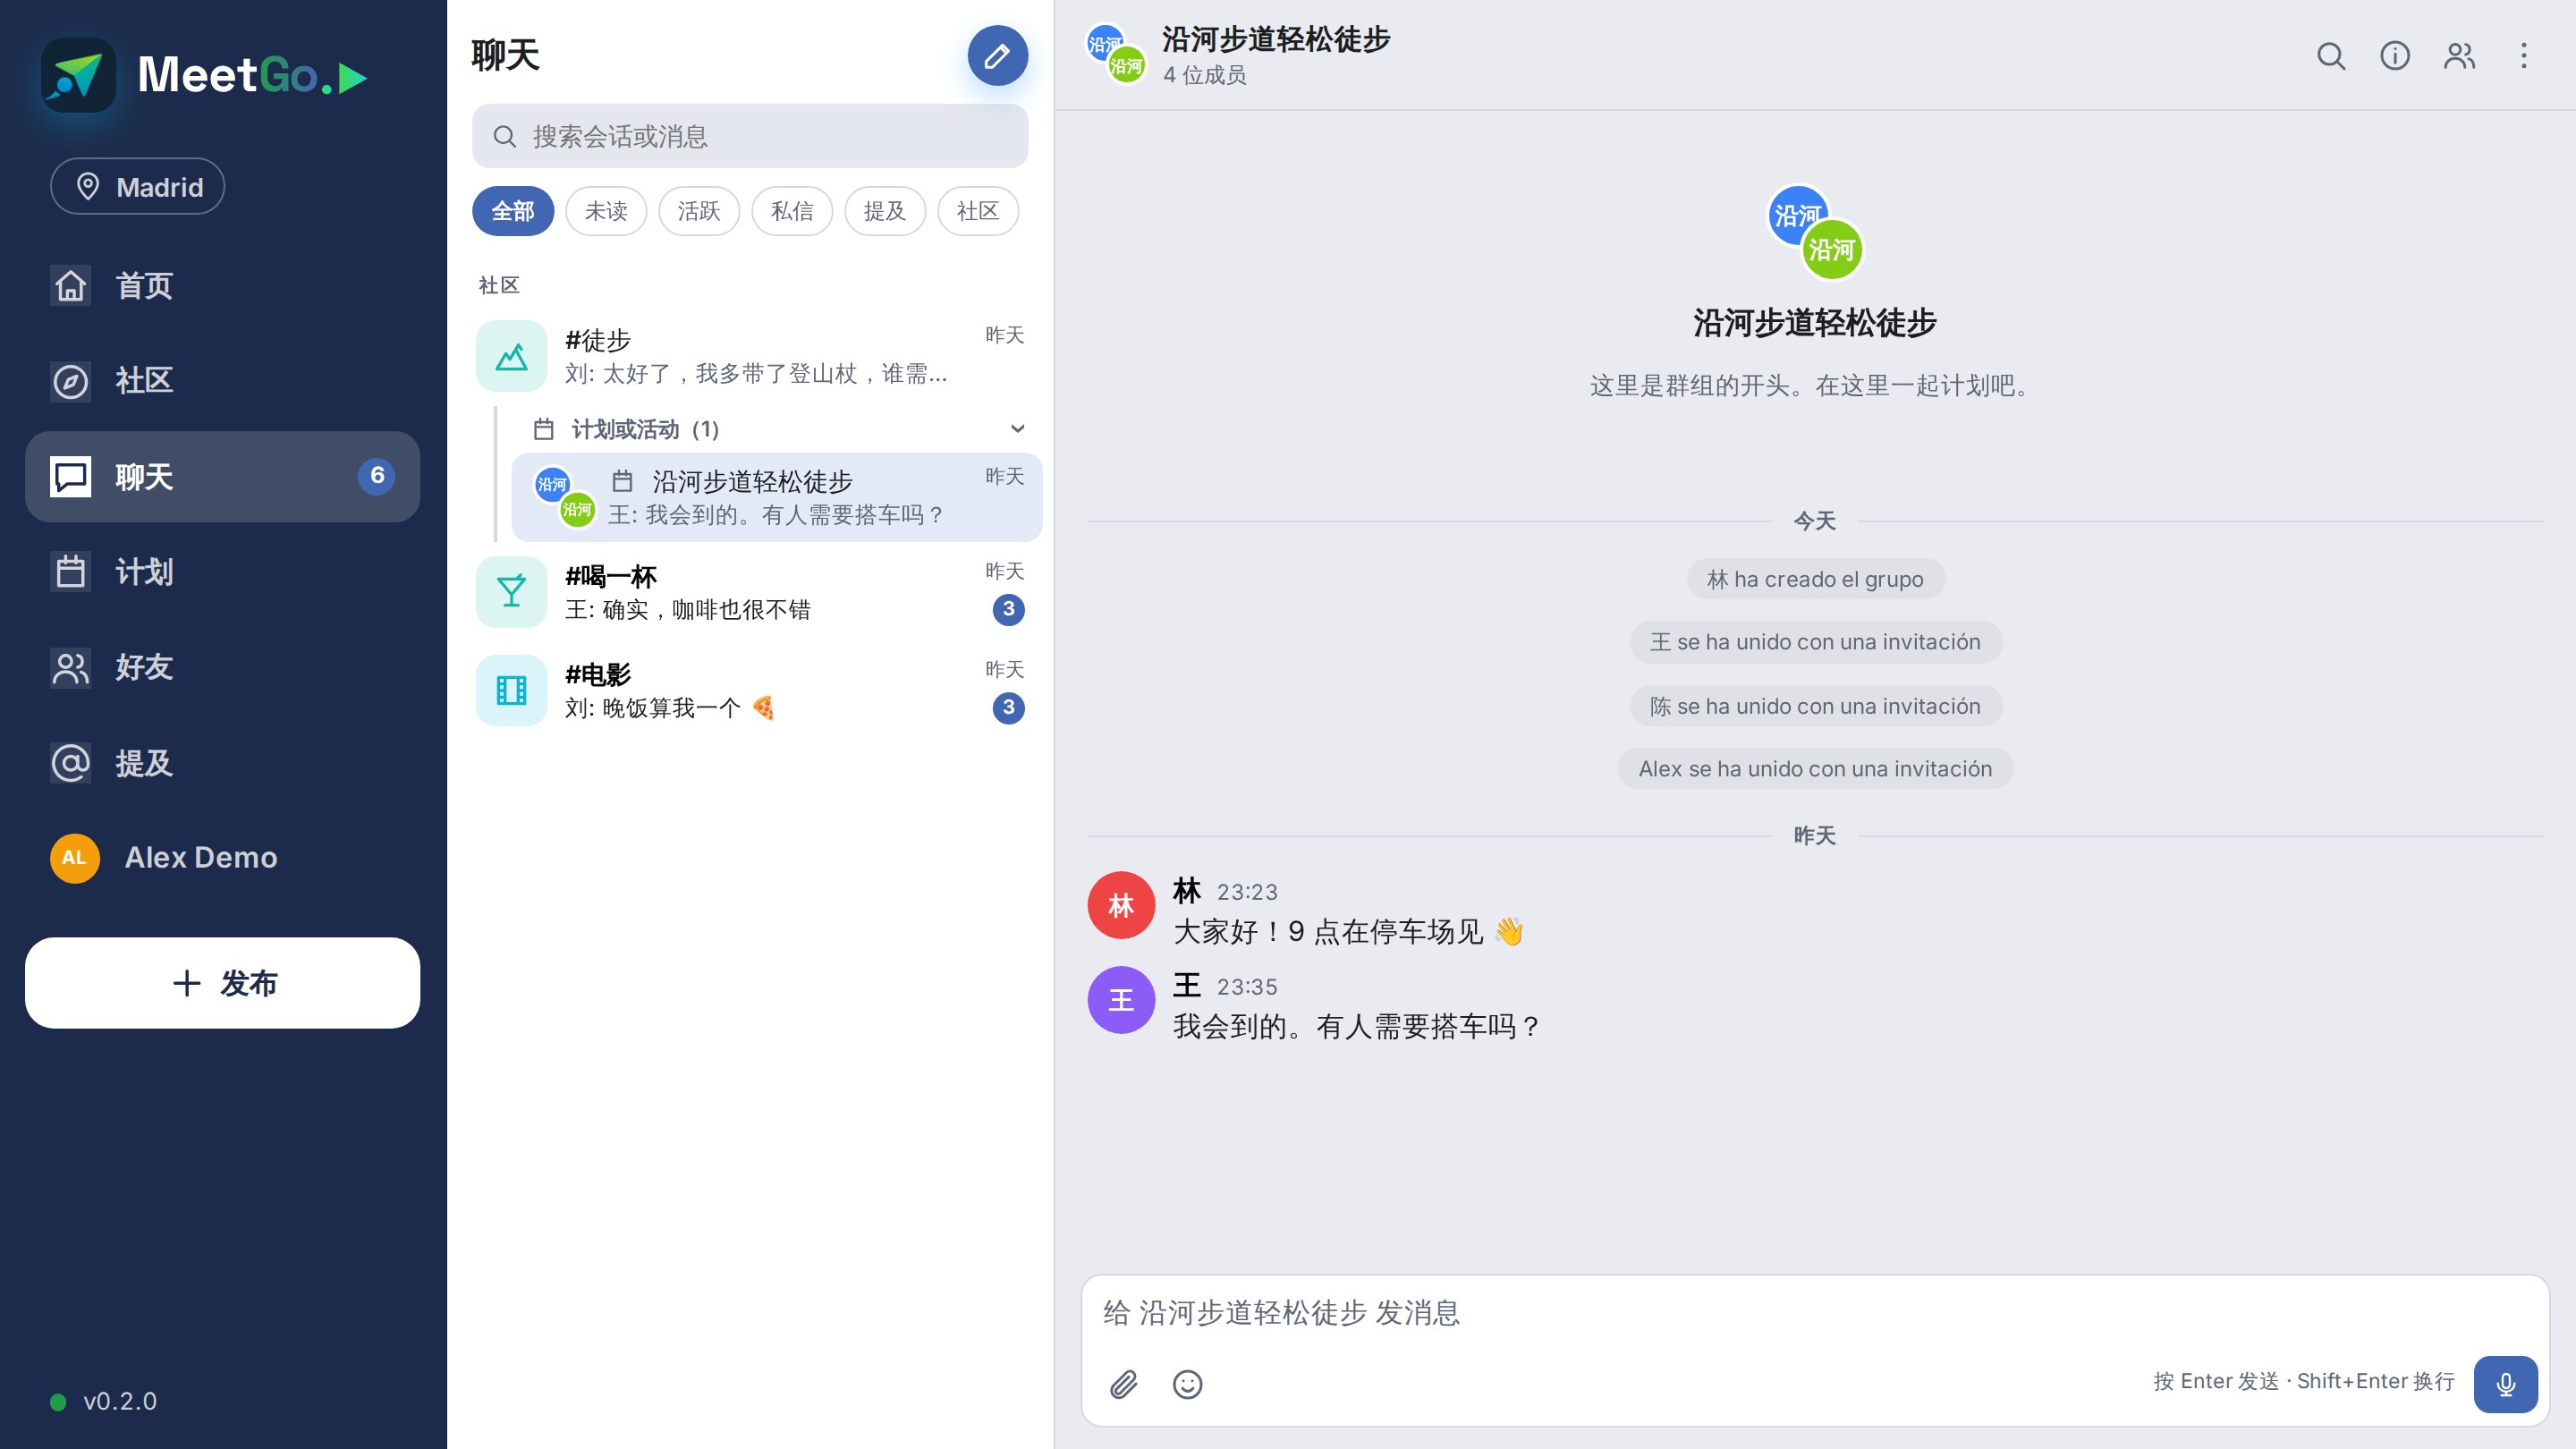 MeetGo.
Madrid
首页
社区
聊天
6
计划
好友
提及
AL
Alex Demo
发布
v0.2.0
聊天
搜索会话或消息
全部
未读
活跃
私信
提及
社区
社区
#徒步
昨天
刘: 太好了，我多带了登山杖，谁需...
计划或活动 (1)
沿河
沿河
沿河步道轻松徒步
昨天
王: 我会到的。有人需要搭车吗？
#喝一杯
昨天
王: 确实，咖啡也很不错
3
#电影
昨天
刘: 晚饭算我一个 🍕
3
沿河
沿河
沿河步道轻松徒步
4 位成员
沿河
沿河
沿河步道轻松徒步
这里是群组的开头。在这里一起计划吧。
今天
林 ha creado el grupo
王 se ha unido con una invitación
陈 se ha unido con una invitación
Alex se ha unido con una invitación
昨天
林
林 23:23
大家好！9 点在停车场见 👋
王
王 23:35
我会到的。有人需要搭车吗？
给 沿河步道轻松徒步 发消息
按 Enter 发送 · Shift+Enter 换行